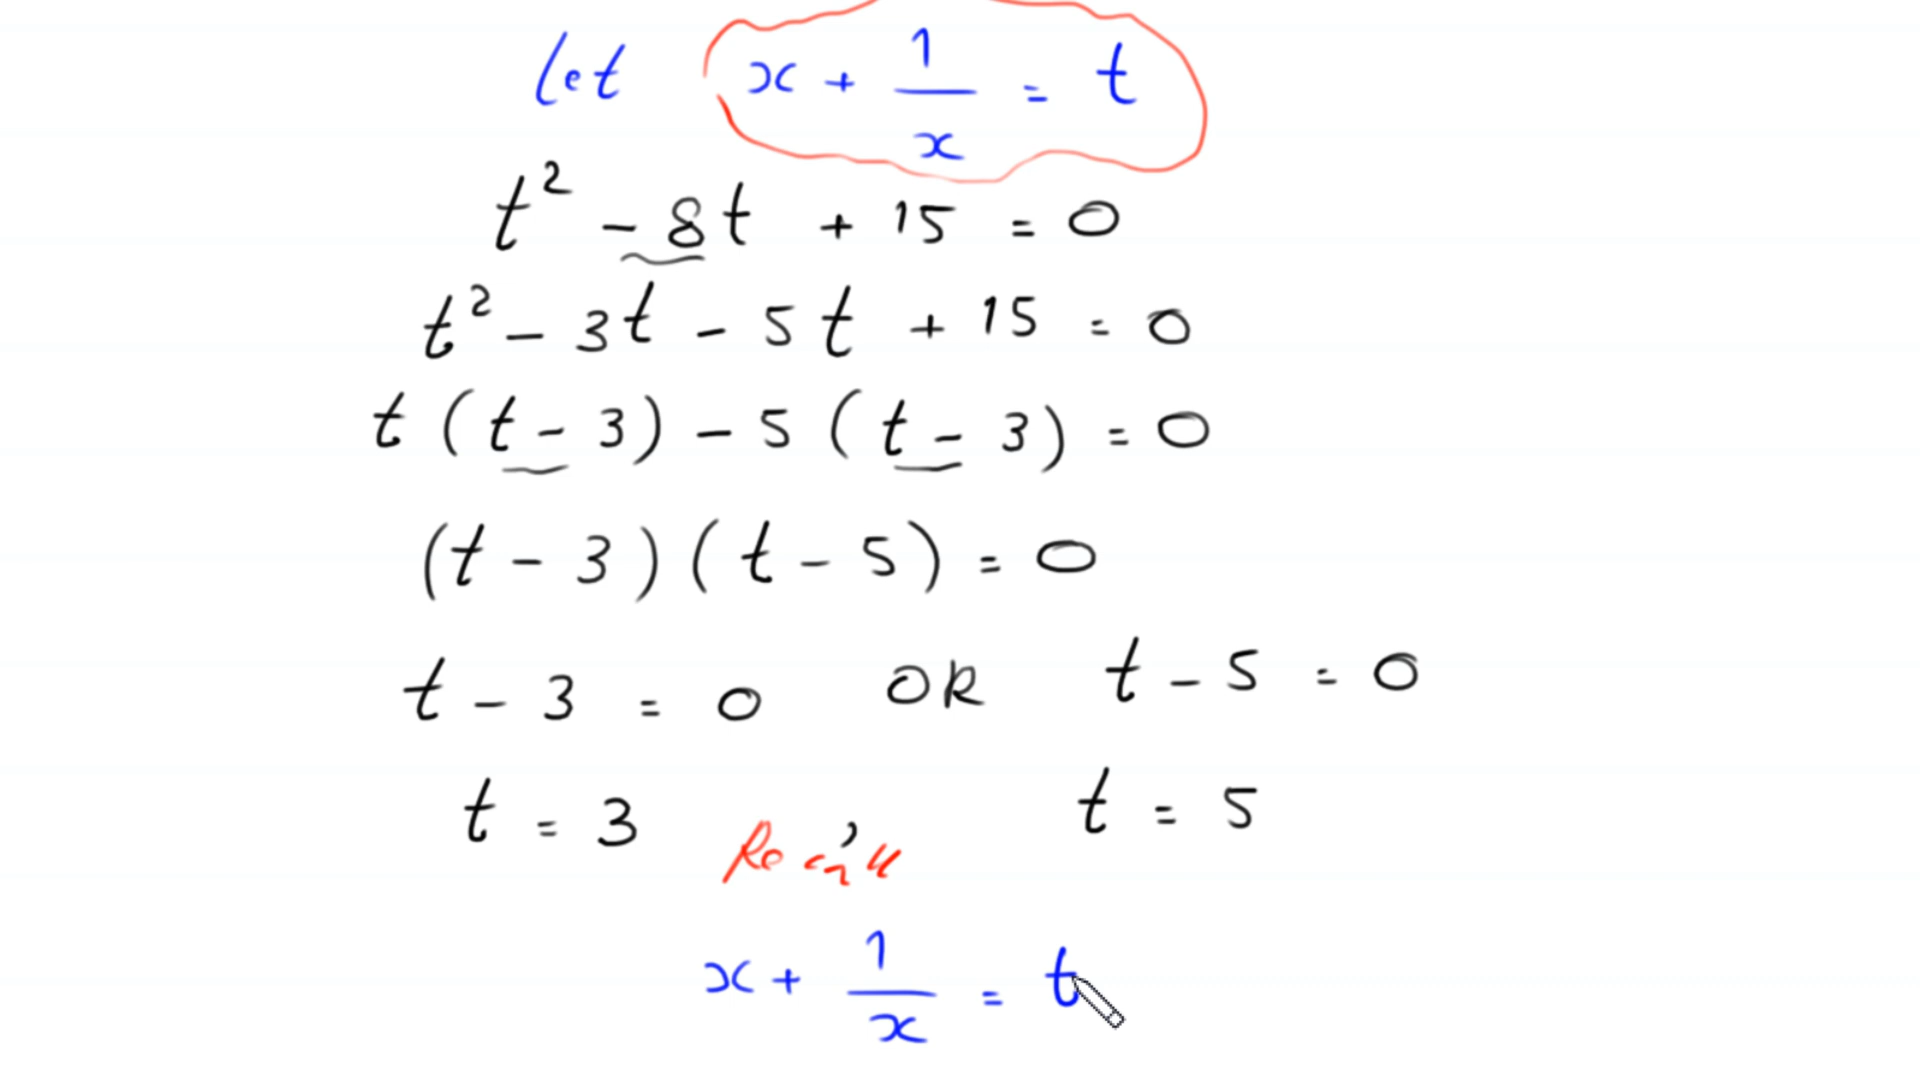 let x + 1/x = t
t² - 8t + 15 = 0
t² - 3t - 5t + 15 = 0
t (t - 3) - 5 (t - 3) = 0
(t - 3) (t - 5) = 0
t - 3 = 0 OR t - 5 = 0
t = 3 , t = 5
x + 1/x = t